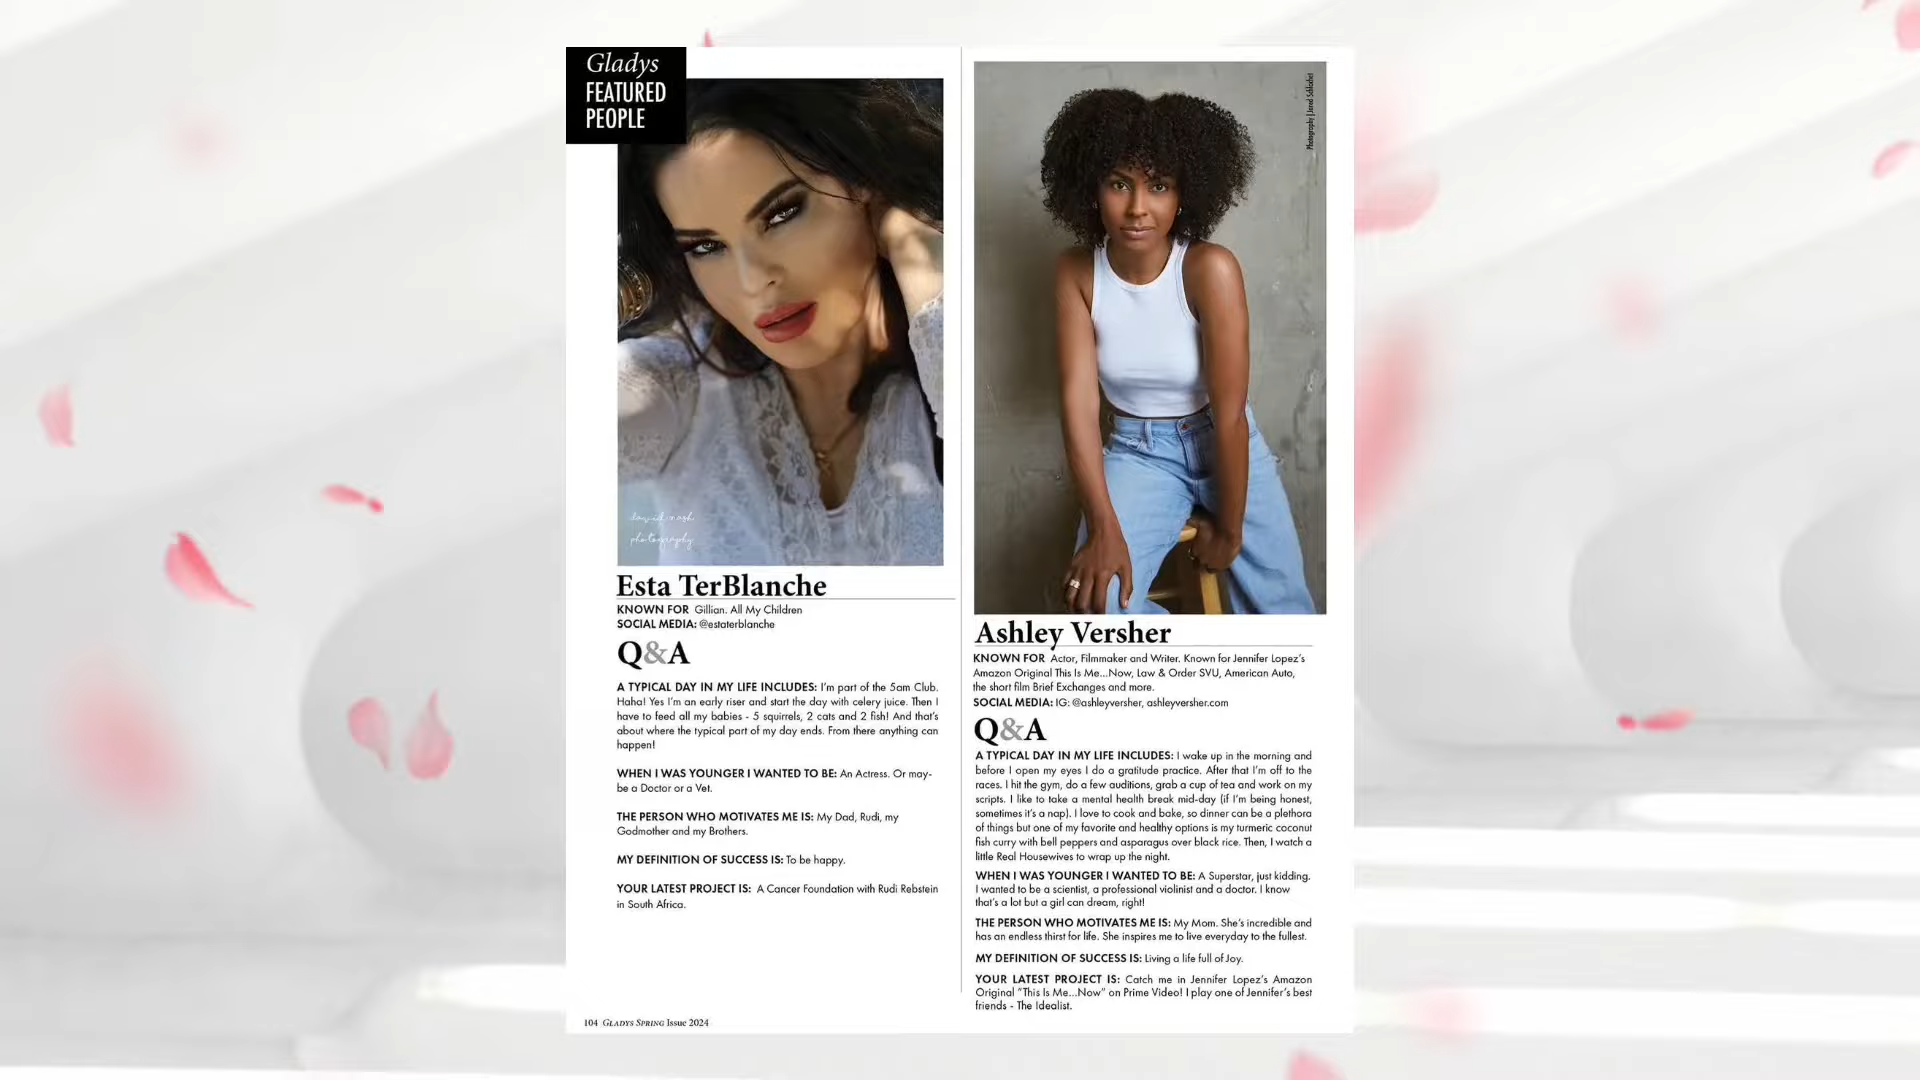 Gladys
FEATURED
PEOPLE
david nash
photography
Esta TerBlanche
KNOWN FOR Gillian. All My Children
SOCIAL MEDIA: @estaterblanche
Q&A
A TYPICAL DAY IN MY LIFE INCLUDES: I'm part of the 5am Club.
Haha! Yes I'm an early riser and start the day with celery juice. Then I
have to feed all my babies - 5 squirrels, 2 cats and 2 fish! And that's
about where the typical part of my day ends. From there anything can
happen!
WHEN I WAS YOUNGER I WANTED TO BE: An Actress. Or may-
be a Doctor or a Vet.
THE PERSON WHO MOTIVATES ME IS: My Dad, Rudi, my
Godmother and my Brothers.
MY DEFINITION OF SUCCESS IS: To be happy.
YOUR LATEST PROJECT IS: A Cancer Foundation with Rudi Rebstein
in South Africa.
104 GLADYS SPRING Issue 2024
Photography | Jared Schlachet
Ashley Versher
KNOWN FOR Actor, Filmmaker and Writer. Known for Jennifer Lopez's
Amazon Original This Is Me...Now, Law & Order SVU, American Auto,
the short film Brief Exchanges and more.
SOCIAL MEDIA: IG: @ashleyversher, ashleyversher.com
Q&A
A TYPICAL DAY IN MY LIFE INCLUDES: I wake up in the morning and
before I open my eyes I do a gratitude practice. After that I'm off to the
races. I hit the gym, do a few auditions, grab a cup of tea and work on my
scripts. I like to take a mental health break mid-day (if I'm being honest,
sometimes it's a nap). I love to cook and bake, so dinner can be a plethora
of things but one of my favorite and healthy options is my turmeric coconut
fish curry with bell peppers and asparagus over black rice. Then, I watch a
little Real Housewives to wrap up the night.
WHEN I WAS YOUNGER I WANTED TO BE: A Superstar, just kidding.
I wanted to be a scientist, a professional violinist and a doctor. I know
that's a lot but a girl can dream, right!
THE PERSON WHO MOTIVATES ME IS: My Mom. She's incredible and
has an endless thirst for life. She inspires me to live everyday to the fullest.
MY DEFINITION OF SUCCESS IS: Living a life full of Joy.
YOUR LATEST PROJECT IS: Catch me in Jennifer Lopez's Amazon
Original "This Is Me...Now" on Prime Video! I play one of Jennifer's best
friends - The Idealist.